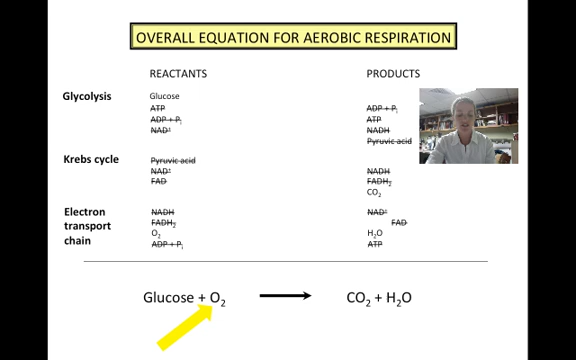 OVERALL EQUATION FOR AEROBIC RESPIRATION
REACTANTS PRODUCTS
Glycolysis Glucose
ATP ADP + Pi
ADP + Pi ATP
NAD⁺ NADH
Pyruvic acid
Krebs cycle Pyruvic acid
NAD⁺ NADH
FAD FADH₂
CO₂
Electron NADH NAD⁺
transport FADH₂ FAD
chain O₂ H₂O
ADP + Pi ATP
Glucose + O₂ → CO₂ + H₂O